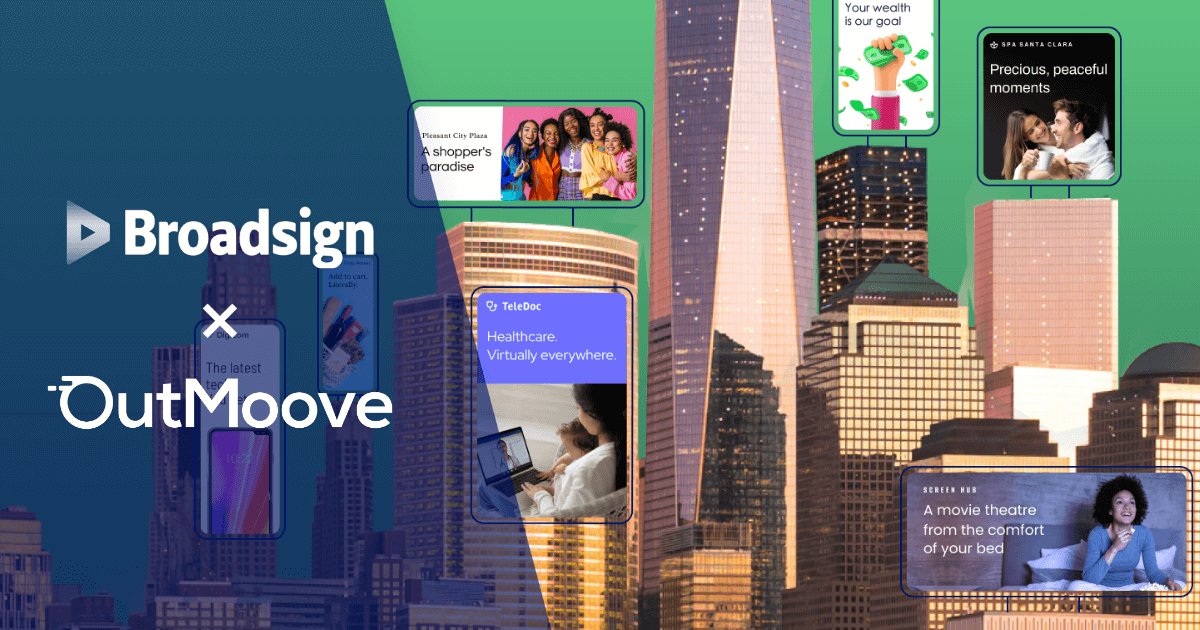 Broadsign
×
OutMoove
Add to cart.
Literally.
The latest
10:23
Pleasant City Plaza
A shopper's
paradise
TeleDoc
Healthcare.
Virtually everywhere.
Your wealth
is our goal
SPA SANTA CLARA
Precious, peaceful
moments
SCREEN HUB
A movie theatre
from the comfort
of your bed